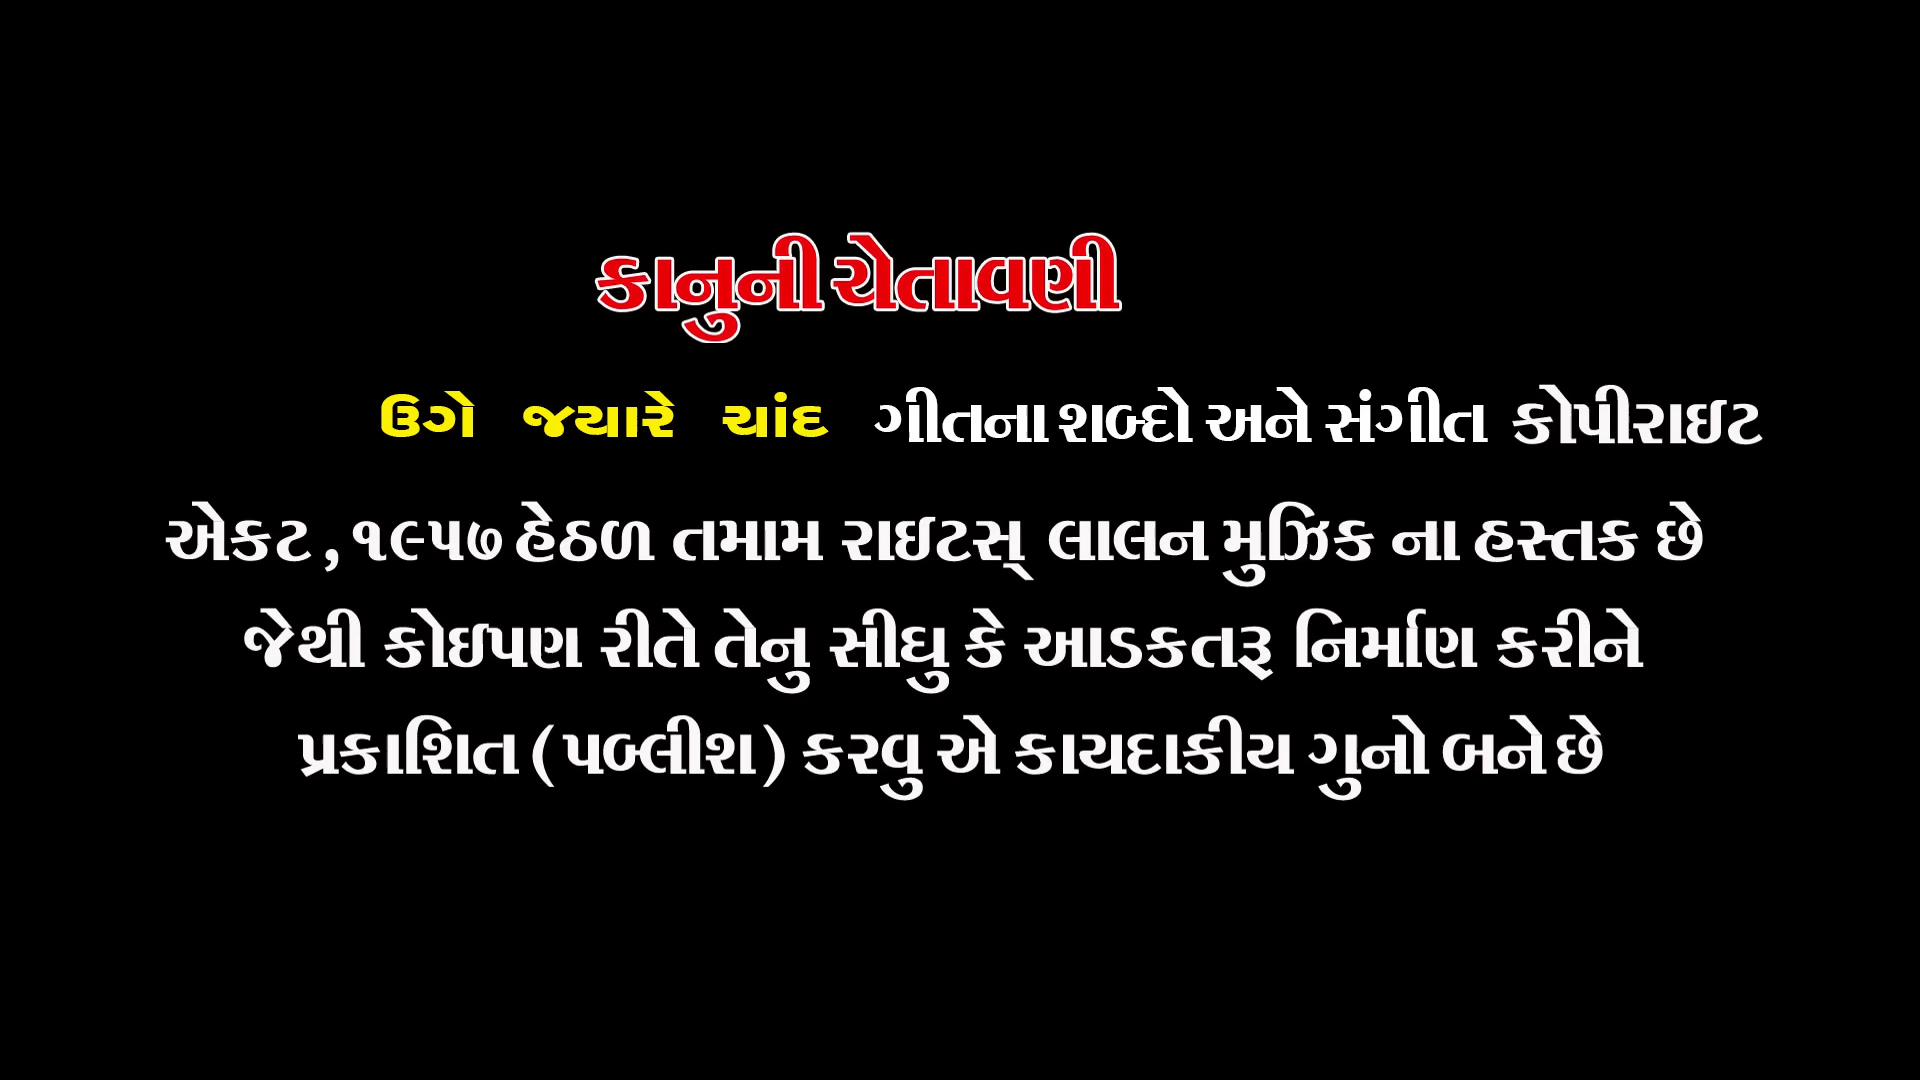 કાનુની ચેતાવણી
ઉગે જ્યારે ચાંદ ગીતના શબ્દો અને સંગીત કોપીરાઇટ
એકટ , ૧૯૫૭ હેઠળ તમામ રાઇટસ્ લાલન મુઝિક ના હસ્તક છે
જેથી કોઇપણ રીતે તેનુ સીઘુ કે આડકતરૂ નિર્માણ કરીને
પ્રકાશિત ( પબ્લીશ ) કરવુ એ કાયદાકીય ગુનો બને છે